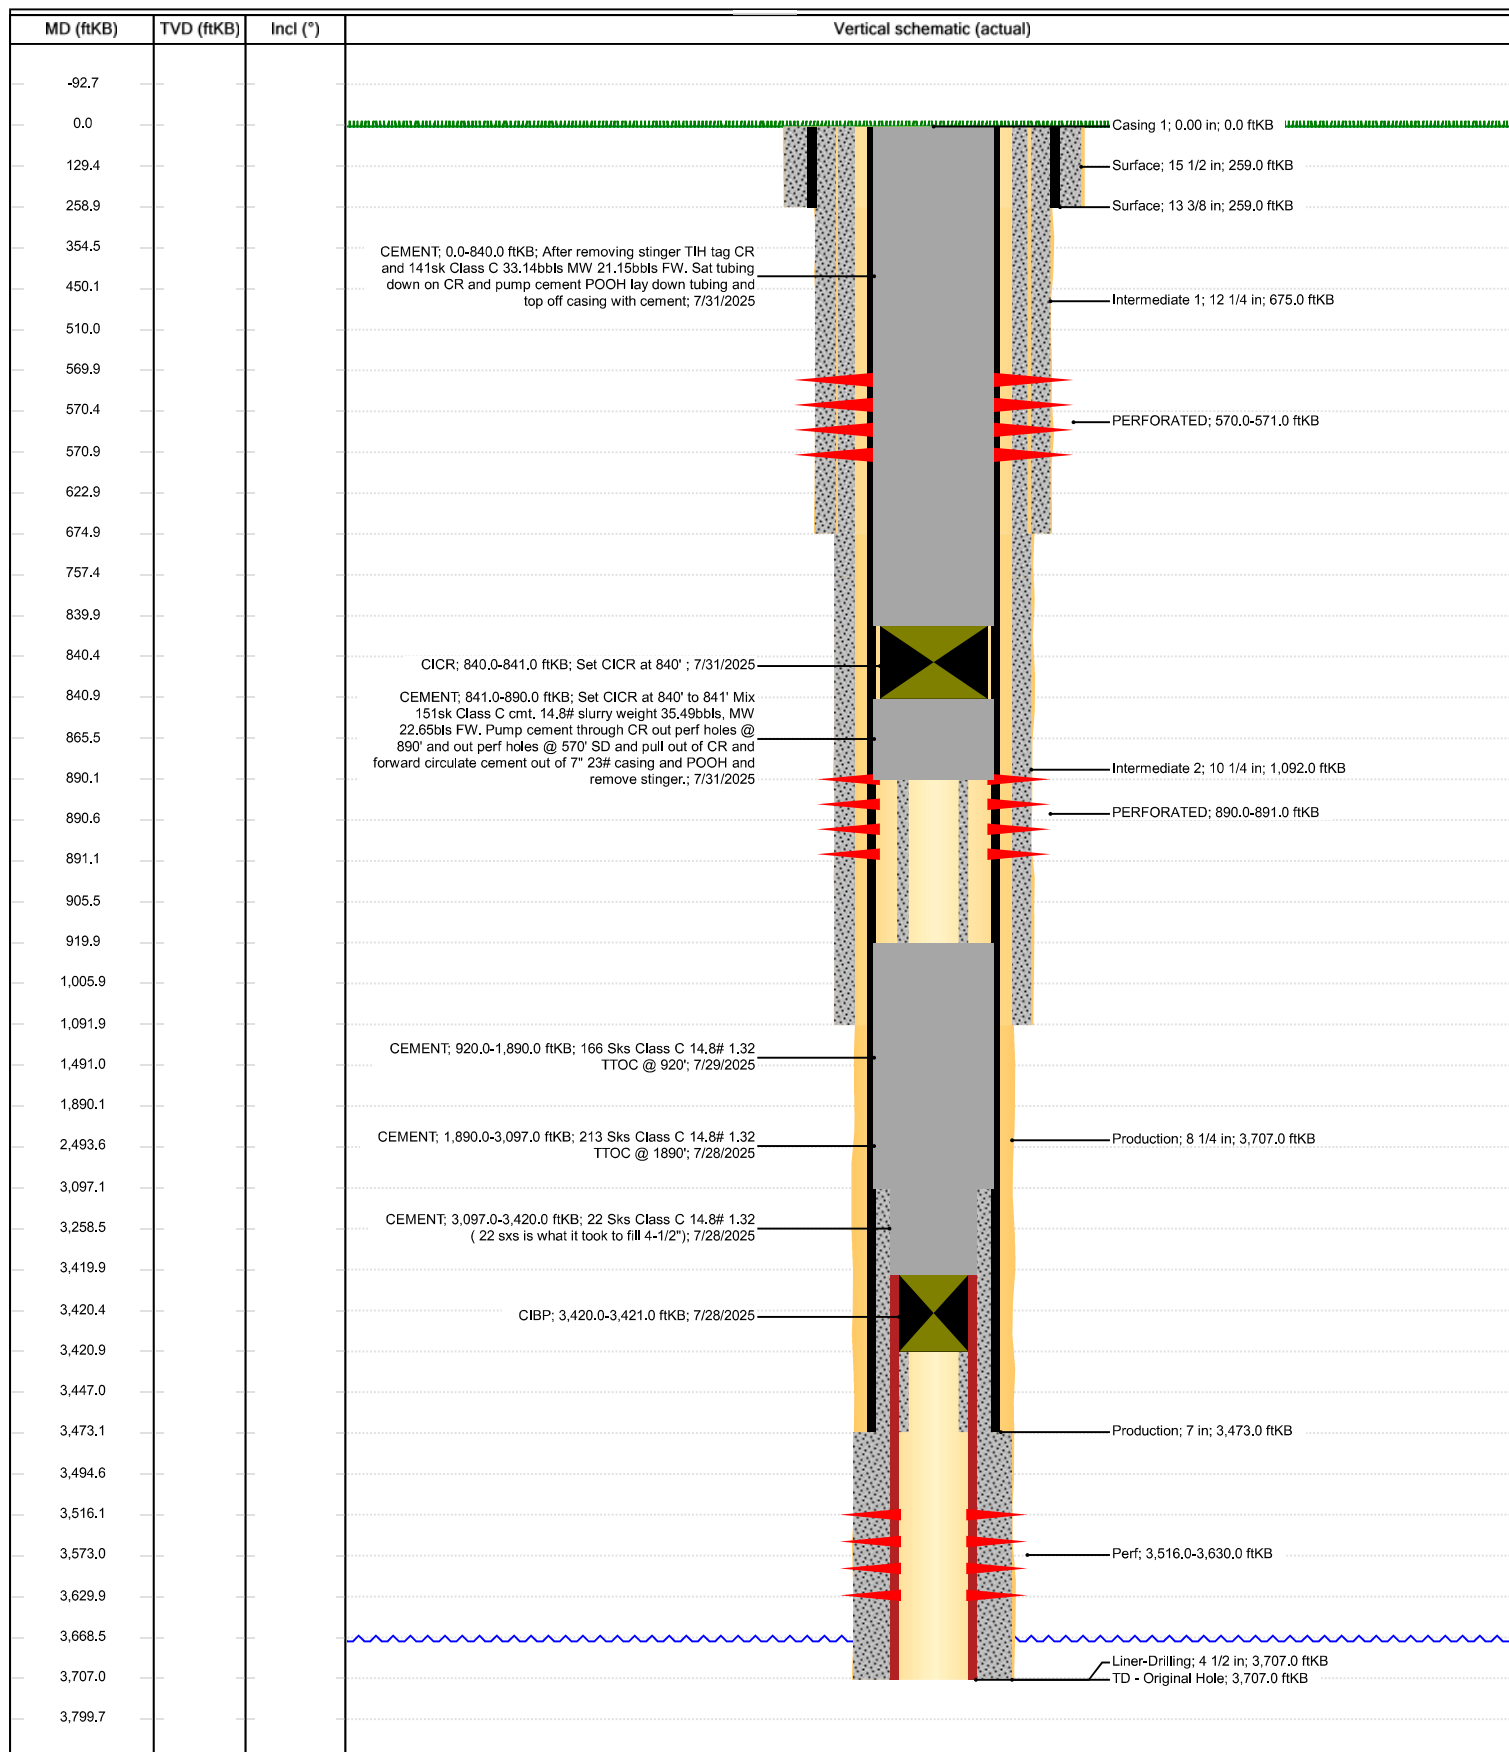 MD (ftKB) TVD (ftKB) Incl (°) Vertical schematic (actual)
-92.7
0.0
Casing 1; 0.00 in; 0.0 ftKB
129.4
Surface; 15 1/2 in; 259.0 ftKB
258.9
Surface; 13 3/8 in; 259.0 ftKB
354.5
CEMENT; 0.0-840.0 ftKB; After removing stinger TIH tag CR
and 141sk Class C 33.14bbls MW 21.15bbls FW. Sat tubing
down on CR and pump cement POOH lay down tubing and
top off casing with cement; 7/31/2025
450.1
Intermediate 1; 12 1/4 in; 675.0 ftKB
510.0
569.9
570.4
PERFORATED; 570.0-571.0 ftKB
570.9
622.9
674.9
757.4
839.9
840.4
CICR; 840.0-841.0 ftKB; Set CICR at 840' ; 7/31/2025
840.9
CEMENT; 841.0-890.0 ftKB; Set CICR at 840' to 841' Mix
151sk Class C cmt. 14.8# slurry weight 35.49bbls, MW
22.65bls FW. Pump cement through CR out perf holes @
890' and out perf holes @ 570' SD and pull out of CR and
forward circulate cement out of 7" 23# casing and POOH and
remove stinger.; 7/31/2025
865.5
Intermediate 2; 10 1/4 in; 1,092.0 ftKB
890.1
890.6
PERFORATED; 890.0-891.0 ftKB
891.1
905.5
919.9
1,005.9
1,091.9
CEMENT; 920.0-1,890.0 ftKB; 166 Sks Class C 14.8# 1.32
TTOC @ 920'; 7/29/2025
1,491.0
1,890.1
CEMENT; 1,890.0-3,097.0 ftKB; 213 Sks Class C 14.8# 1.32
TTOC @ 1890'; 7/28/2025
Production; 8 1/4 in; 3,707.0 ftKB
2,493.6
3,097.1
CEMENT; 3,097.0-3,420.0 ftKB; 22 Sks Class C 14.8# 1.32
( 22 sxs is what it took to fill 4-1/2"); 7/28/2025
3,258.5
3,419.9
3,420.4
CIBP; 3,420.0-3,421.0 ftKB; 7/28/2025
3,420.9
3,447.0
3,473.1
Production; 7 in; 3,473.0 ftKB
3,494.6
3,516.1
3,573.0
Perf; 3,516.0-3,630.0 ftKB
3,629.9
3,668.5
Liner-Drilling; 4 1/2 in; 3,707.0 ftKB
3,707.0
TD - Original Hole; 3,707.0 ftKB
3,799.7